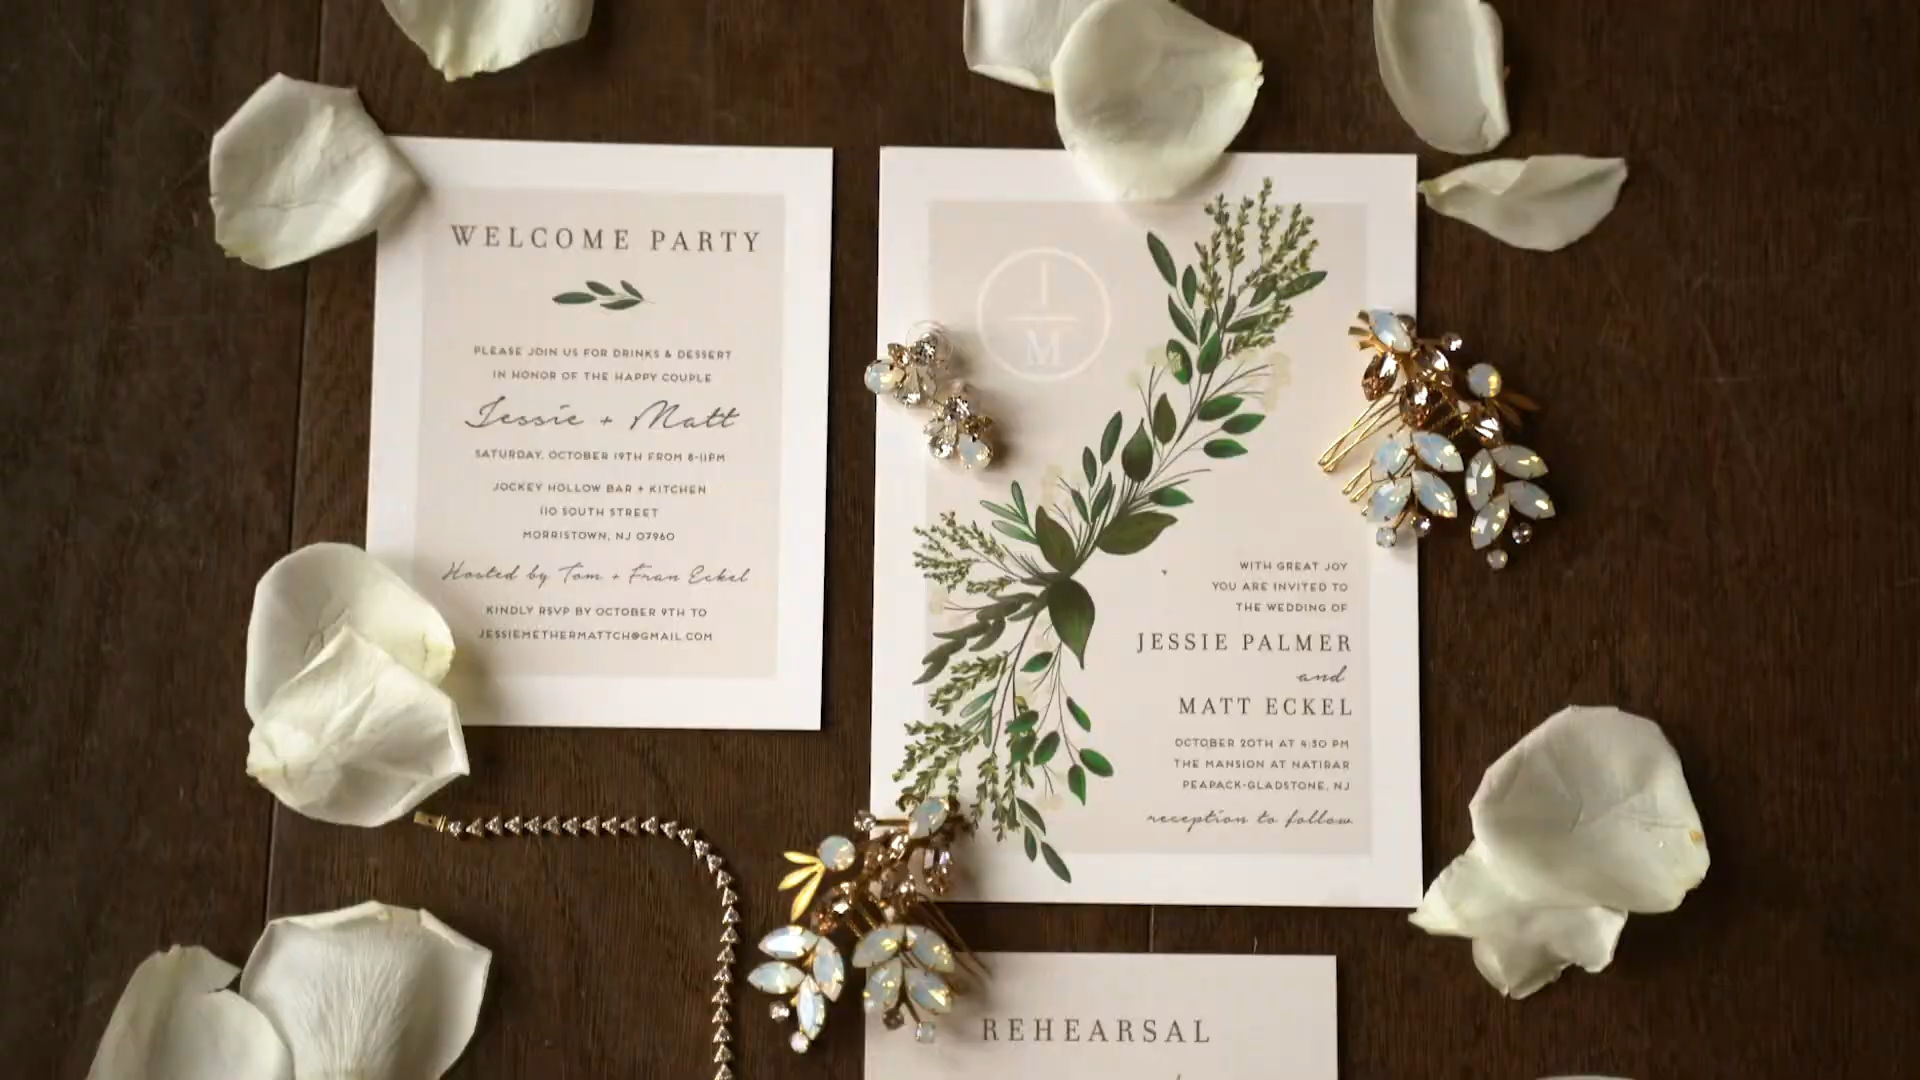 WELCOME PARTY
PLEASE JOIN US FOR DRINKS & DESSERT
IN HONOR OF THE HAPPY COUPLE
Jessie + Matt
SATURDAY, OCTOBER 19TH FROM 8-11PM
JOCKEY HOLLOW BAR + KITCHEN
110 SOUTH STREET
MORRISTOWN, NJ 07960
Hosted by Tom + Fran Eckel
KINDLY RSVP BY OCTOBER 9TH TO
JESSIEMETHERMATTCH@GMAIL.COM
J
M
WITH GREAT JOY
YOU ARE INVITED TO
THE WEDDING OF
JESSIE PALMER
and
MATT ECKEL
OCTOBER 20TH AT 4:30 PM
THE MANSION AT NATIRAR
PEAPACK-GLADSTONE, NJ
reception to follow
REHEARSAL